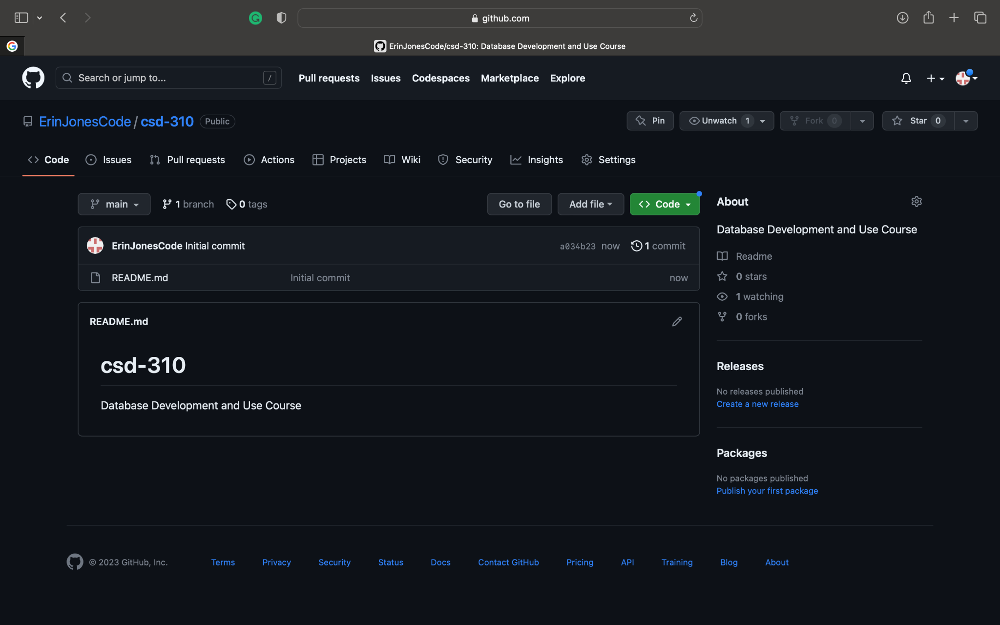 github.com
ErinJonesCode/csd-310: Database Development and Use Course
Search or jump to... /
Pull requests Issues Codespaces Marketplace Explore
ErinJonesCode / csd-310 Public
Pin Unwatch 1 Fork 0 Star 0
Code Issues Pull requests Actions Projects Wiki Security Insights Settings
main 1 branch 0 tags Go to file Add file Code
ErinJonesCode Initial commit a034b23 now 1 commit
README.md Initial commit now
README.md
csd-310
Database Development and Use Course
About
Database Development and Use Course
Readme
0 stars
1 watching
0 forks
Releases
No releases published
Create a new release
Packages
No packages published
Publish your first package
© 2023 GitHub, Inc. Terms Privacy Security Status Docs Contact GitHub Pricing API Training Blog About